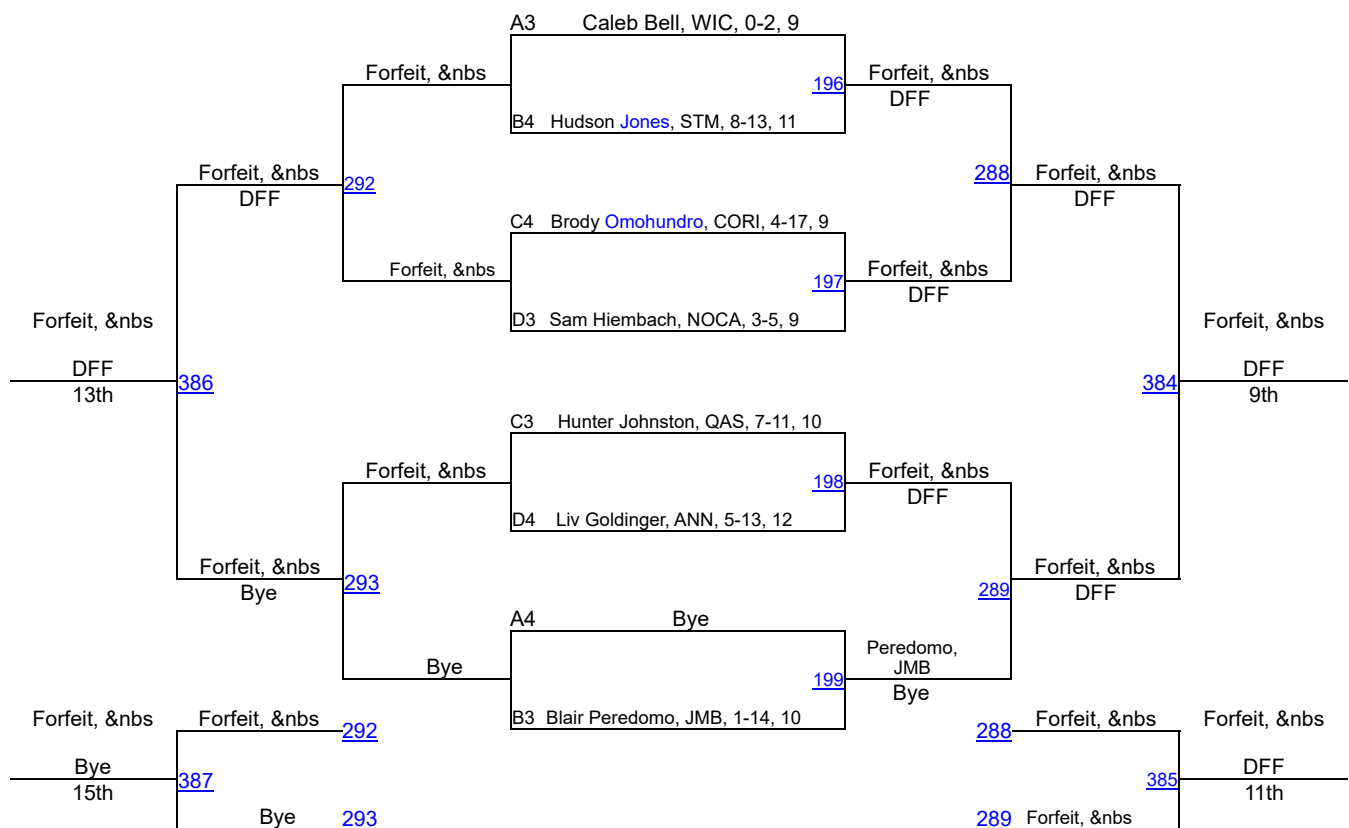 A3 Caleb Bell, WIC, 0-2, 9
Forfeit, &nbs
196 Forfeit, &nbs
DFF
B4 Hudson Jones, STM, 8-13, 11
Forfeit, &nbs
DFF
292
288 Forfeit, &nbs
DFF
C4 Brody Omohundro, CORI, 4-17, 9
Forfeit, &nbs
197 Forfeit, &nbs
DFF
D3 Sam Hiembach, NOCA, 3-5, 9
Forfeit, &nbs
DFF
13th
386
384
Forfeit, &nbs
DFF
9th
C3 Hunter Johnston, QAS, 7-11, 10
Forfeit, &nbs
198 Forfeit, &nbs
DFF
D4 Liv Goldinger, ANN, 5-13, 12
Forfeit, &nbs
Bye
293
289 Forfeit, &nbs
DFF
A4 Bye
Bye
199 Peredomo,
JMB
Bye
B3 Blair Peredomo, JMB, 1-14, 10
Forfeit, &nbs
Bye
15th
Forfeit, &nbs 292
387
Bye 293
288 Forfeit, &nbs
385
289 Forfeit, &nbs
Forfeit, &nbs
DFF
11th